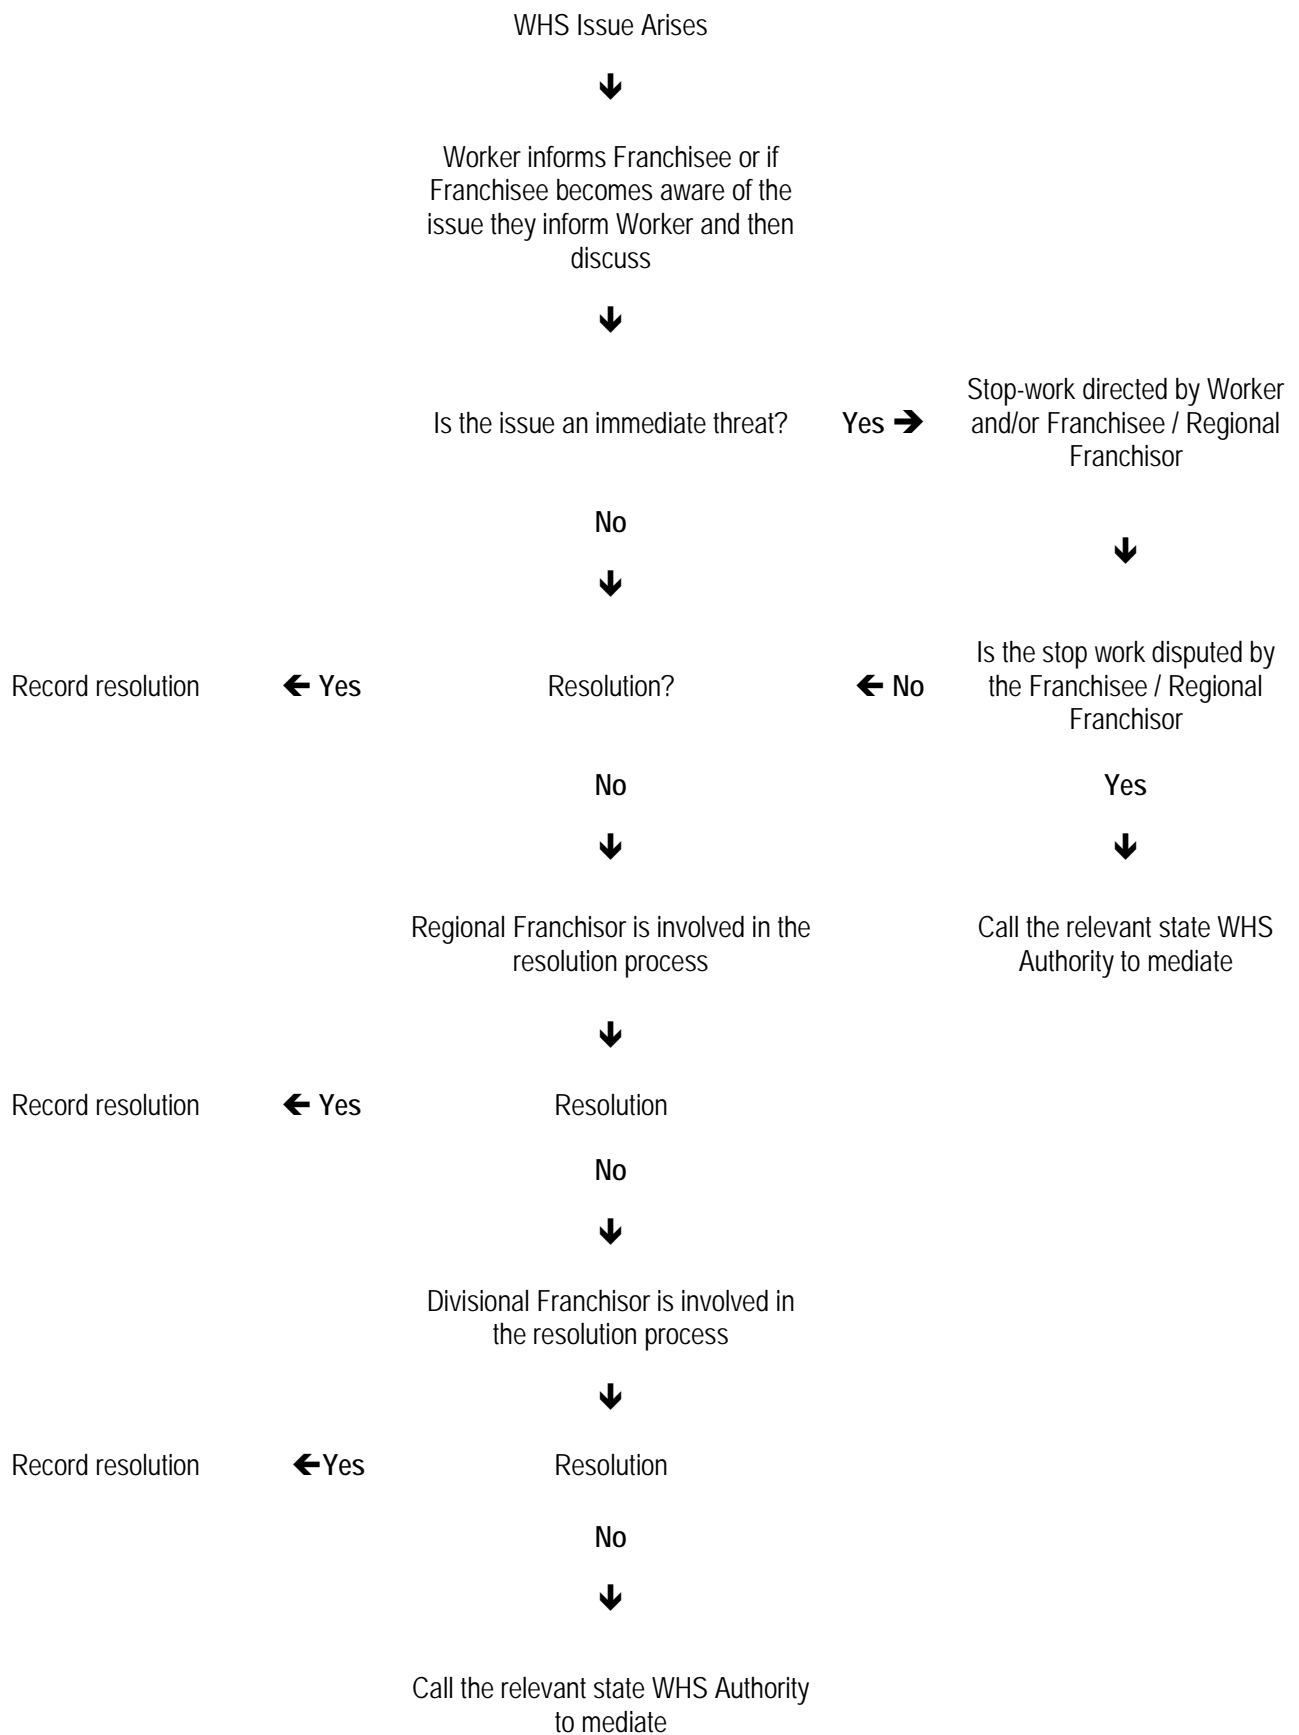 WHS Issue Arises
Worker informs Franchisee or if
Franchisee becomes aware of the
issue they inform Worker and then
discuss
Is the issue an immediate threat?
Yes
Stop-work directed by Worker
and/or Franchisee / Regional
Franchisor
No
Record resolution
Yes
Resolution?
No
Is the stop work disputed by
the Franchisee / Regional
Franchisor
No
Yes
Regional Franchisor is involved in the
resolution process
Call the relevant state WHS
Authority to mediate
Record resolution
Yes
Resolution
No
Divisional Franchisor is involved in
the resolution process
Record resolution
Yes
Resolution
No
Call the relevant state WHS Authority
to mediate